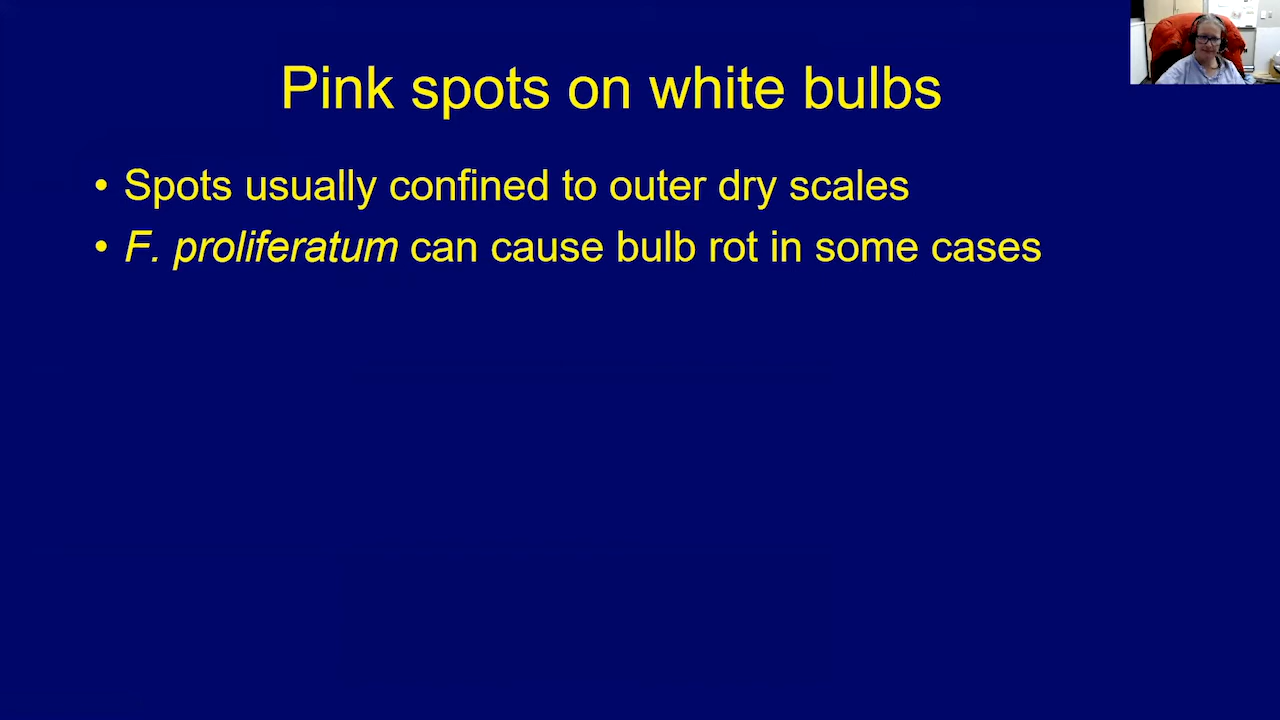 Pink spots on white bulbs
• Spots usually confined to outer dry scales
• F. proliferatum can cause bulb rot in some cases